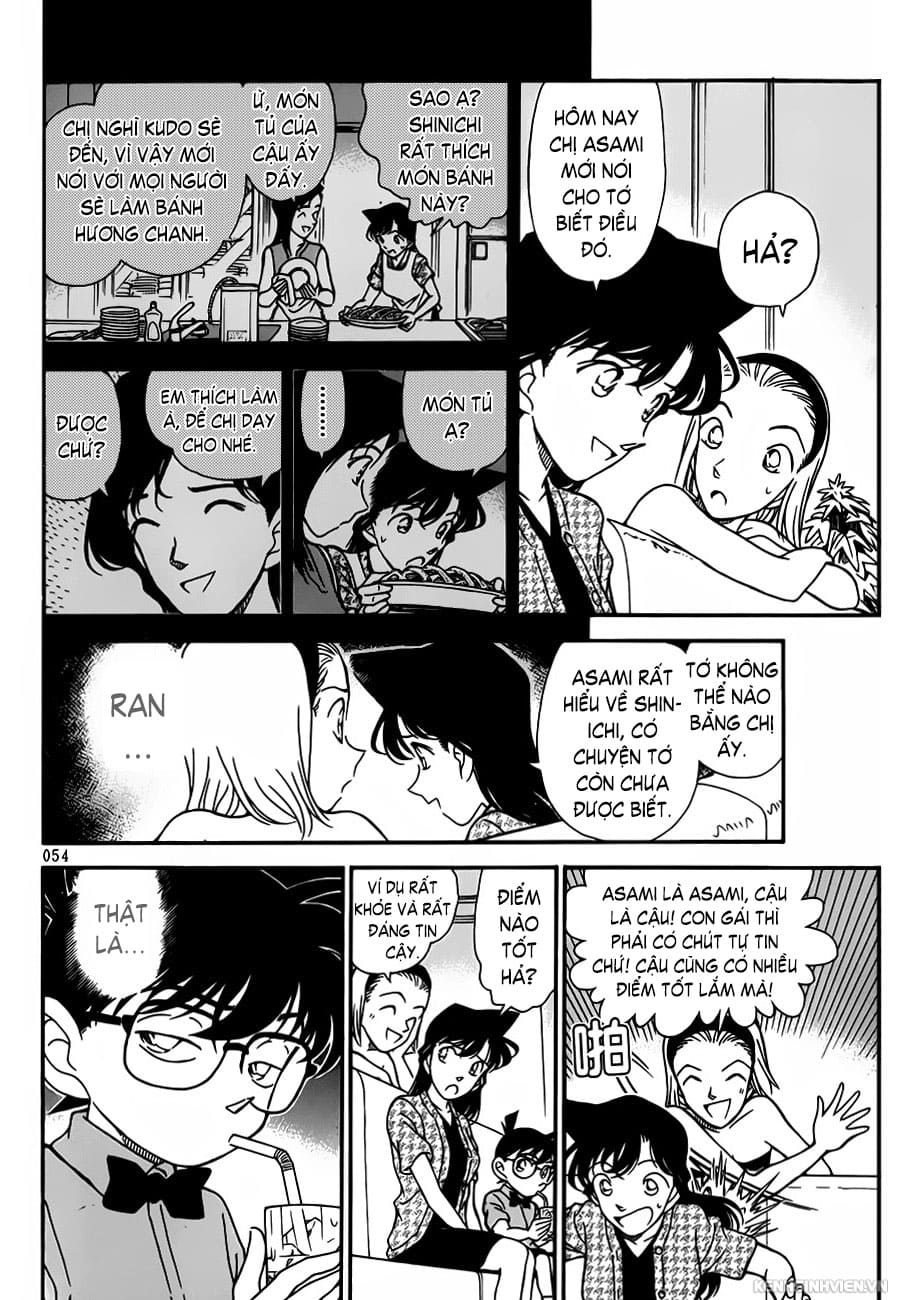 HẢ?
HÔM NAY
CHỊ ASAMI
MỚI NÓI
CHO TỚ
BIẾT ĐIỀU
ĐÓ.
SAO Ạ?
SHINICHI
RẤT THÍCH
MÓN BÁNH
NÀY?
Ừ, MÓN
TỦ CỦA
CẬU ẤY
ĐẤY.
CHỊ NGHĨ KUDO SẼ
ĐẾN, VÌ VẬY MỚI
NÓI VỚI MỌI NGƯỜI
SẼ LÀM BÁNH
HƯƠNG CHANH.
MÓN TỦ
Ạ?
........
EM THÍCH LÀM
À, ĐỂ CHỊ DẠY
CHO NHÉ.
ĐƯỢC
CHỨ?
TỚ KHÔNG
THỂ NÀO
BẰNG CHỊ
ẤY.
ASAMI RẤT
HIỂU VỀ SHIN-
ICHI, CÓ
CHUYỆN TỚ
CÒN CHƯA
ĐƯỢC BIẾT.
RAN
...
054
ASAMI LÀ ASAMI, CẬU
LÀ CẬU! CON GÁI THÌ
PHẢI CÓ CHÚT TỰ TIN
CHỨ! CẬU CŨNG CÓ NHIỀU
ĐIỂM TỐT LẮM MÀ!
啪
ĐIỂM
NÀO
TỐT
HẢ?
VÍ DỤ RẤT
KHỎE VÀ RẤT
ĐÁNG TIN
CẬY.
THẬT
LÀ...
KENHSINHVIEN.VN